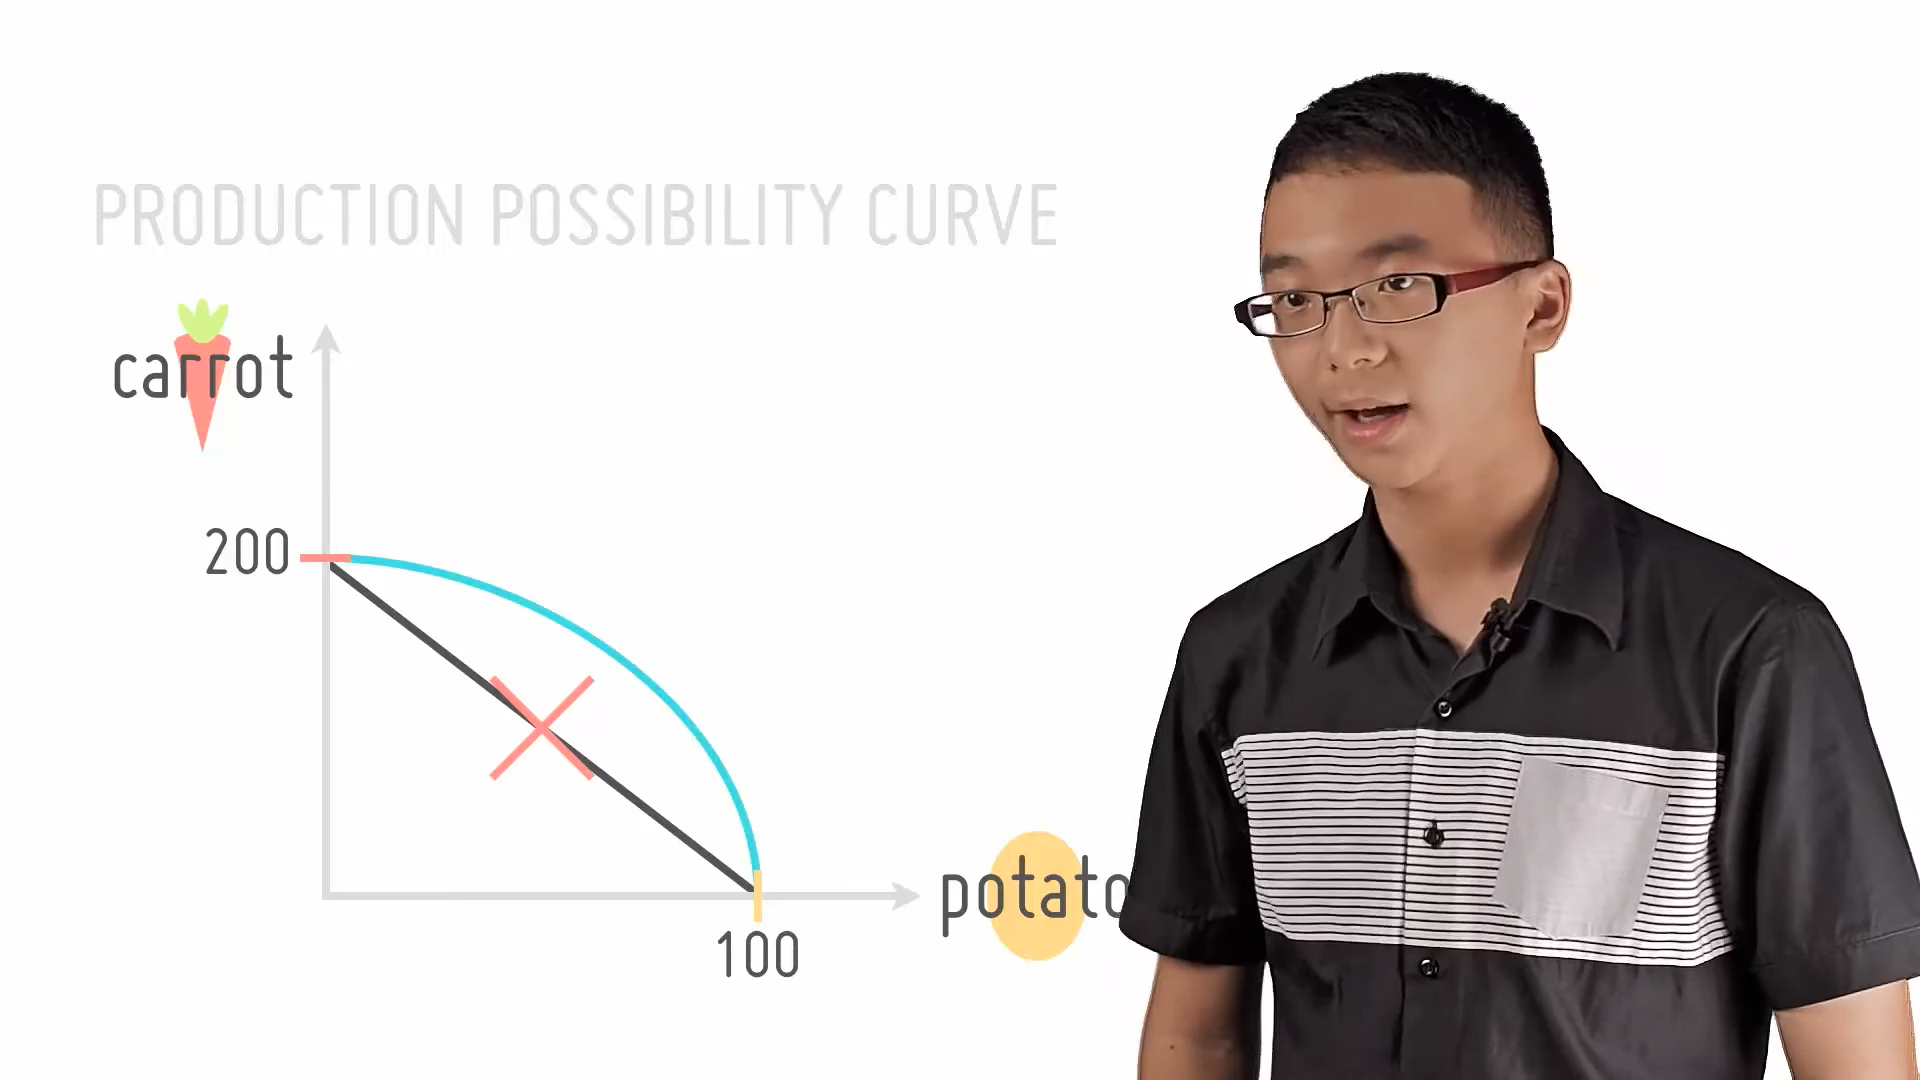 PRODUCTION POSSIBILITY CURVE
carrot
200
potato
100